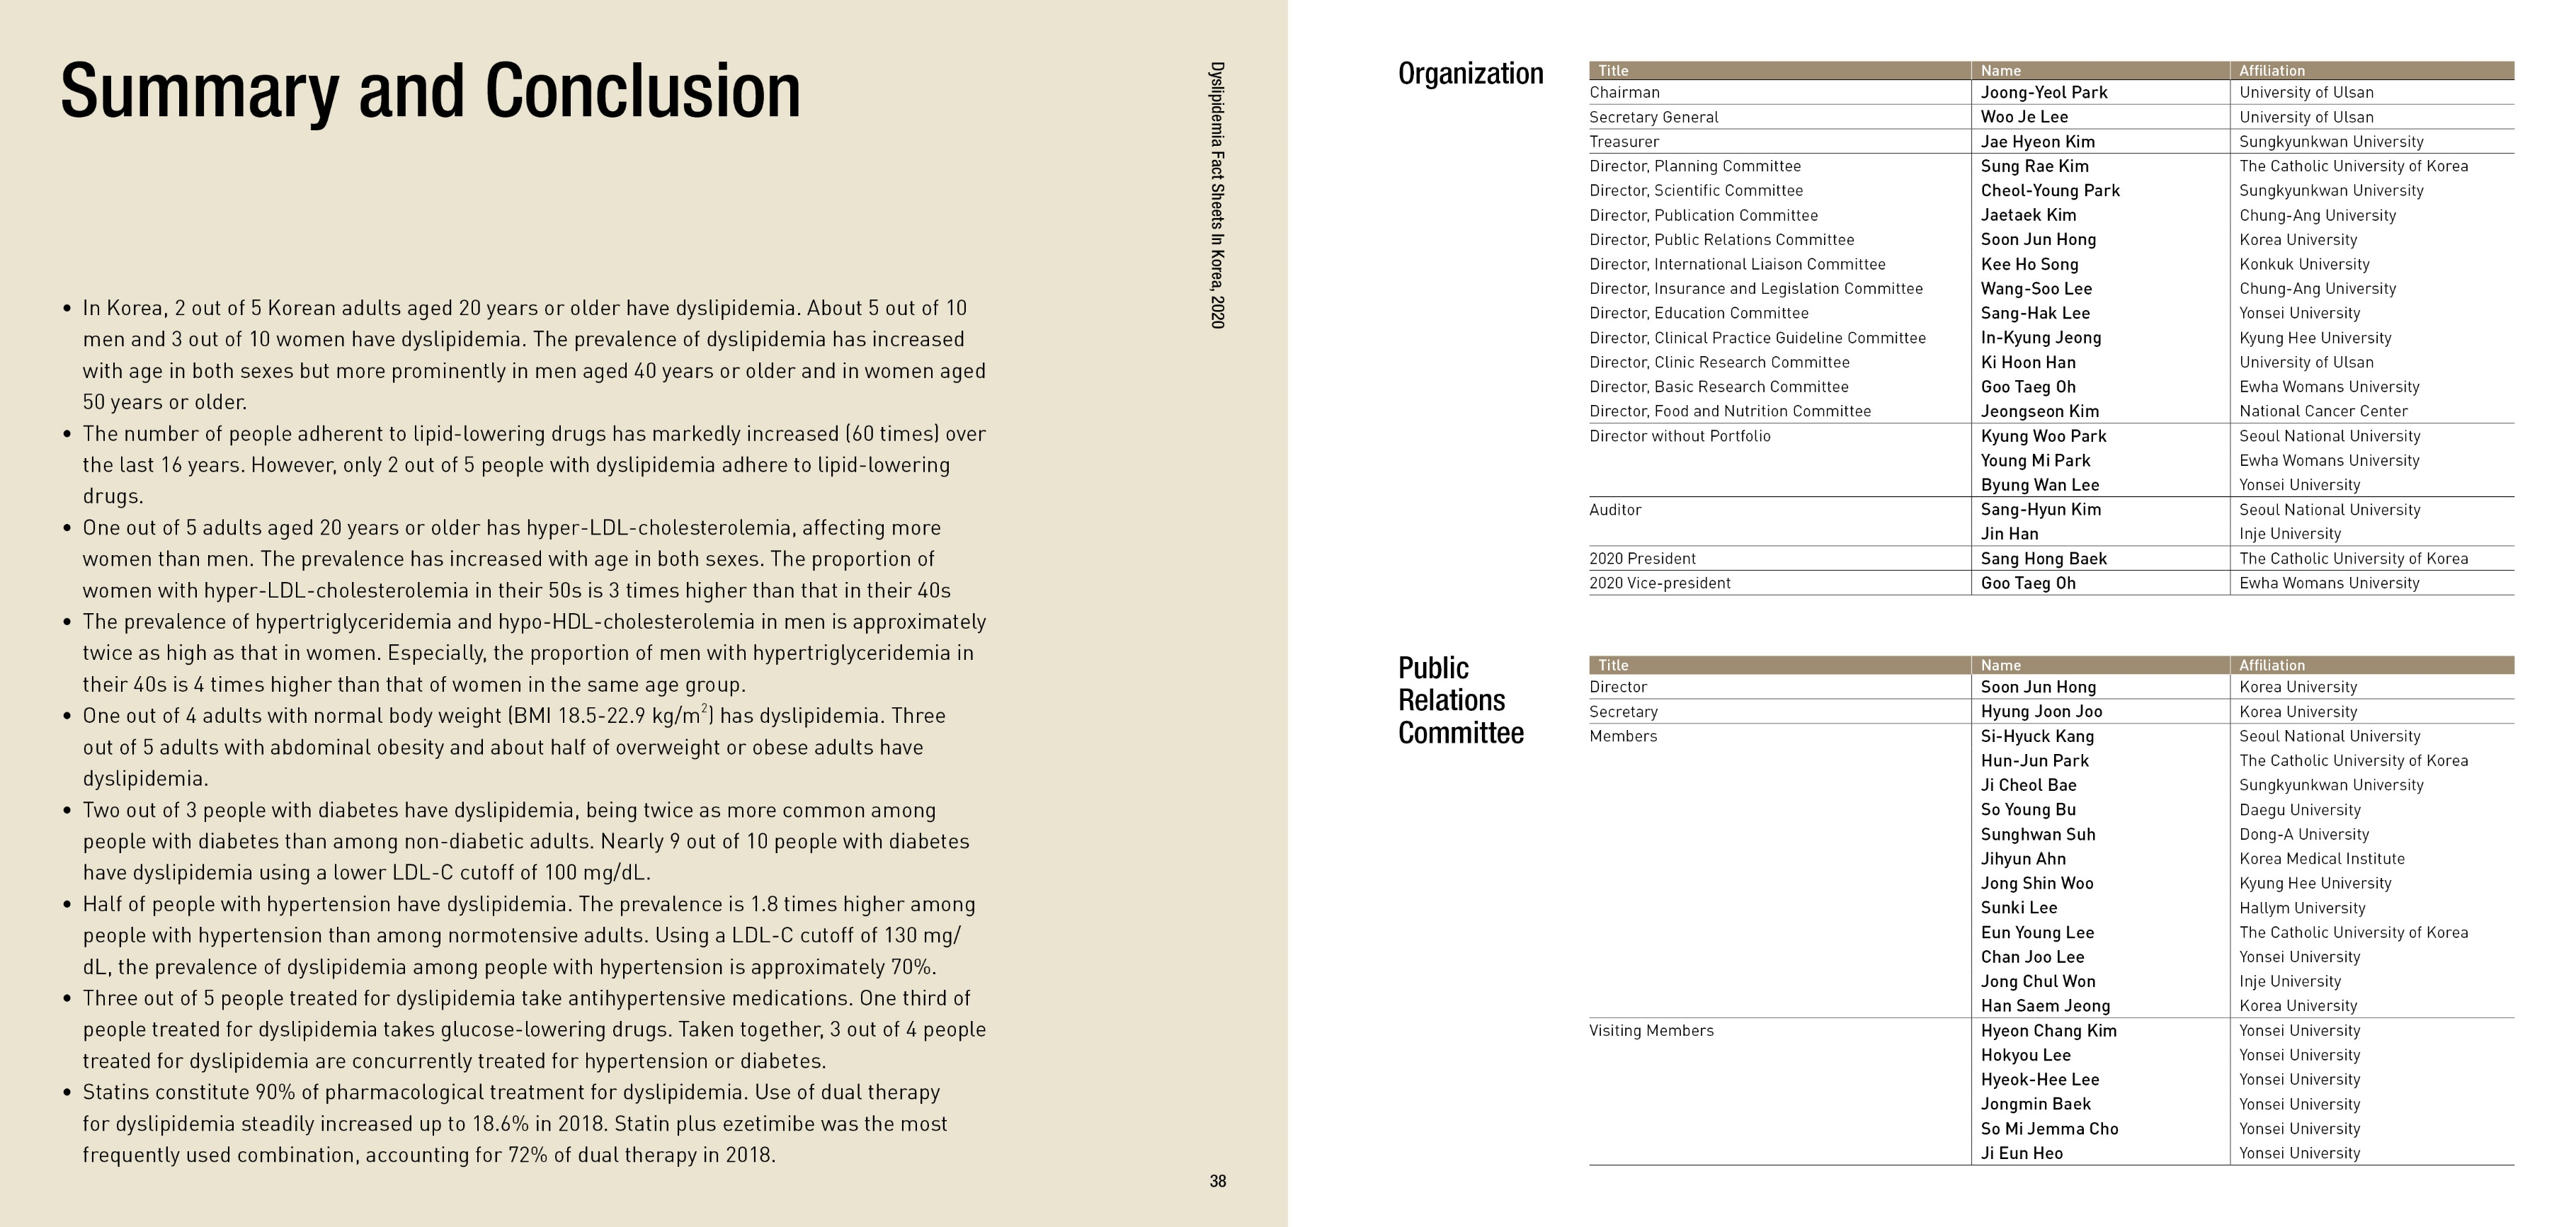 Summary and Conclusion
• In Korea, 2 out of 5 Korean adults aged 20 years or older have dyslipidemia. About 5 out of 10
men and 3 out of 10 women have dyslipidemia. The prevalence of dyslipidemia has increased
with age in both sexes but more prominently in men aged 40 years or older and in women aged
50 years or older.
• The number of people adherent to lipid-lowering drugs has markedly increased (60 times) over
the last 16 years. However, only 2 out of 5 people with dyslipidemia adhere to lipid-lowering
drugs.
• One out of 5 adults aged 20 years or older has hyper-LDL-cholesterolemia, affecting more
women than men. The prevalence has increased with age in both sexes. The proportion of
women with hyper-LDL-cholesterolemia in their 50s is 3 times higher than that in their 40s
• The prevalence of hypertriglyceridemia and hypo-HDL-cholesterolemia in men is approximately
twice as high as that in women. Especially, the proportion of men with hypertriglyceridemia in
their 40s is 4 times higher than that of women in the same age group.
• One out of 4 adults with normal body weight (BMI 18.5-22.9 kg/m²) has dyslipidemia. Three
out of 5 adults with abdominal obesity and about half of overweight or obese adults have
dyslipidemia.
• Two out of 3 people with diabetes have dyslipidemia, being twice as more common among
people with diabetes than among non-diabetic adults. Nearly 9 out of 10 people with diabetes
have dyslipidemia using a lower LDL-C cutoff of 100 mg/dL.
• Half of people with hypertension have dyslipidemia. The prevalence is 1.8 times higher among
people with hypertension than among normotensive adults. Using a LDL-C cutoff of 130 mg/
dL, the prevalence of dyslipidemia among people with hypertension is approximately 70%.
• Three out of 5 people treated for dyslipidemia take antihypertensive medications. One third of
people treated for dyslipidemia takes glucose-lowering drugs. Taken together, 3 out of 4 people
treated for dyslipidemia are concurrently treated for hypertension or diabetes.
• Statins constitute 90% of pharmacological treatment for dyslipidemia. Use of dual therapy
for dyslipidemia steadily increased up to 18.6% in 2018. Statin plus ezetimibe was the most
frequently used combination, accounting for 72% of dual therapy in 2018.
Dyslipidemia Fact Sheets In Korea, 2020
38
Organization
Title Name Affiliation
Chairman Joong-Yeol Park University of Ulsan
Secretary General Woo Je Lee University of Ulsan
Treasurer Jae Hyeon Kim Sungkyunkwan University
Director, Planning Committee Sung Rae Kim The Catholic University of Korea
Director, Scientific Committee Cheol-Young Park Sungkyunkwan University
Director, Publication Committee Jaetaek Kim Chung-Ang University
Director, Public Relations Committee Soon Jun Hong Korea University
Director, International Liaison Committee Kee Ho Song Konkuk University
Director, Insurance and Legislation Committee Wang-Soo Lee Chung-Ang University
Director, Education Committee Sang-Hak Lee Yonsei University
Director, Clinical Practice Guideline Committee In-Kyung Jeong Kyung Hee University
Director, Clinic Research Committee Ki Hoon Han University of Ulsan
Director, Basic Research Committee Goo Taeg Oh Ewha Womans University
Director, Food and Nutrition Committee Jeongseon Kim National Cancer Center
Director without Portfolio Kyung Woo Park Seoul National University
Young Mi Park Ewha Womans University
Byung Wan Lee Yonsei University
Auditor Sang-Hyun Kim Seoul National University
Jin Han Inje University
2020 President Sang Hong Baek The Catholic University of Korea
2020 Vice-president Goo Taeg Oh Ewha Womans University
Public
Relations
Committee
Title Name Affiliation
Director Soon Jun Hong Korea University
Secretary Hyung Joon Joo Korea University
Members Si-Hyuck Kang Seoul National University
Hun-Jun Park The Catholic University of Korea
Ji Cheol Bae Sungkyunkwan University
So Young Bu Daegu University
Sunghwan Suh Dong-A University
Jihyun Ahn Korea Medical Institute
Jong Shin Woo Kyung Hee University
Sunki Lee Hallym University
Eun Young Lee The Catholic University of Korea
Chan Joo Lee Yonsei University
Jong Chul Won Inje University
Han Saem Jeong Korea University
Visiting Members Hyeon Chang Kim Yonsei University
Hokyou Lee Yonsei University
Hyeok-Hee Lee Yonsei University
Jongmin Baek Yonsei University
So Mi Jemma Cho Yonsei University
Ji Eun Heo Yonsei University